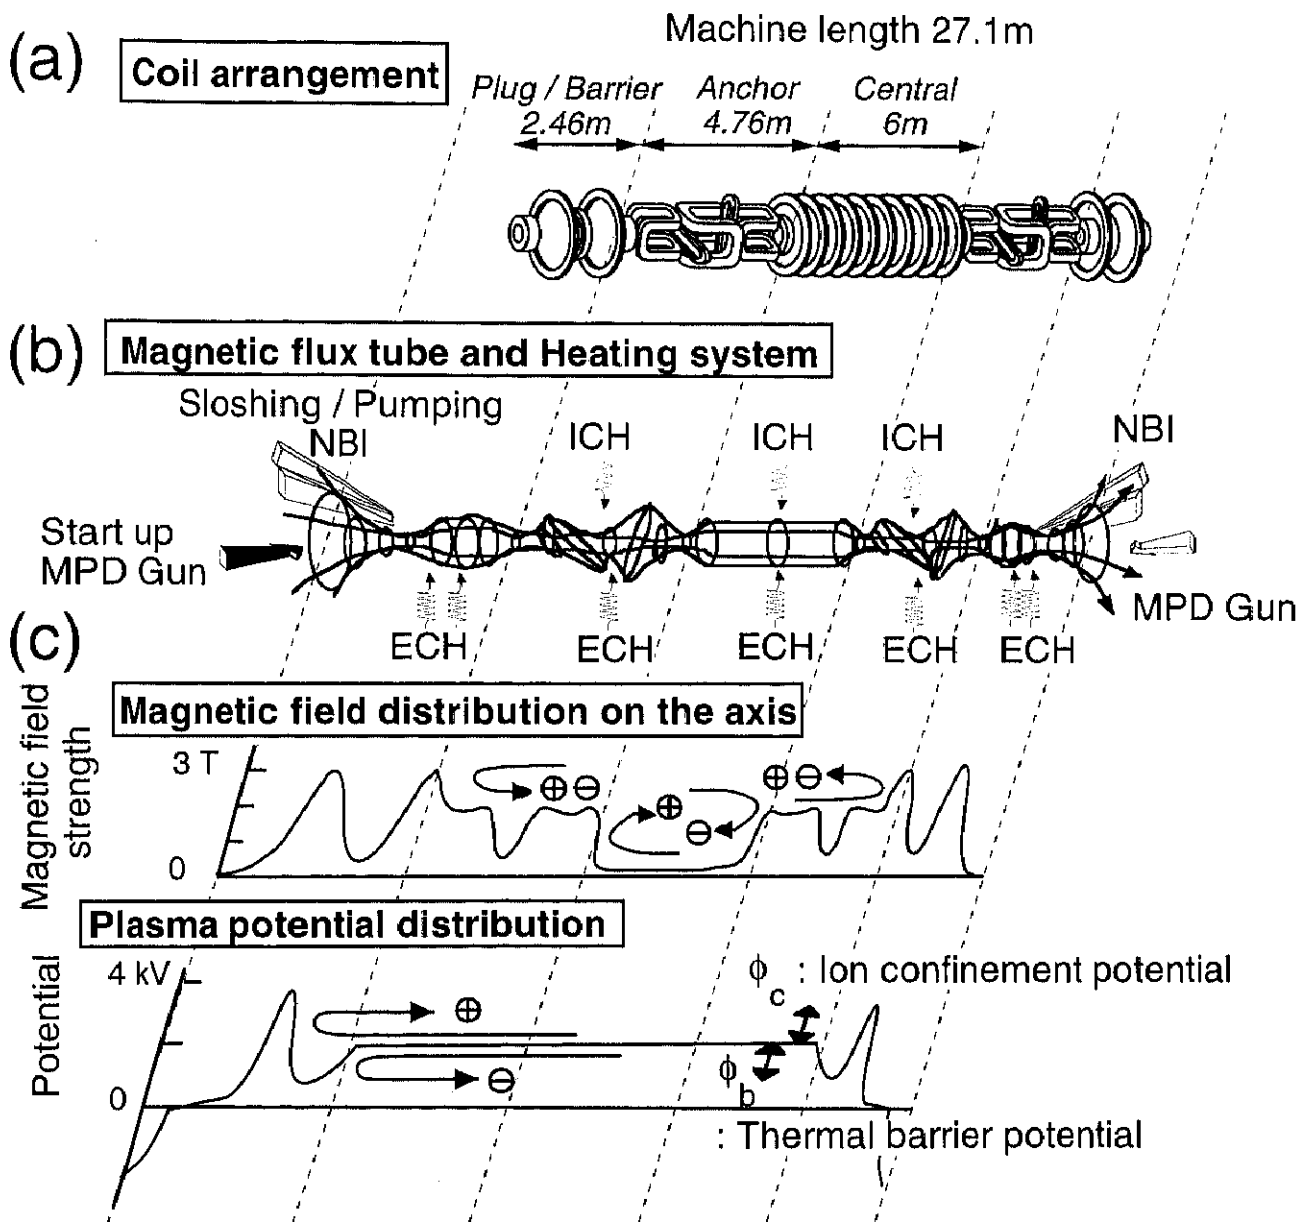 (a)
Coil arrangement
Machine length 27.1m
Plug / Barrier
2.46m
Anchor
4.76m
Central
6m
(b)
Magnetic flux tube and Heating system
Sloshing / Pumping
NBI
ICH
ICH
ICH
NBI
Start up
MPD Gun
MPD Gun
ECH
ECH
ECH
ECH
ECH
(c)
Magnetic field distribution on the axis
Magnetic field
strength
3 T
0
⊕ ⊖
⊕
⊖
⊕ ⊖
Plasma potential distribution
Potential
4 kV
0
⊕
⊖
ϕc : Ion confinement potential
ϕb
: Thermal barrier potential